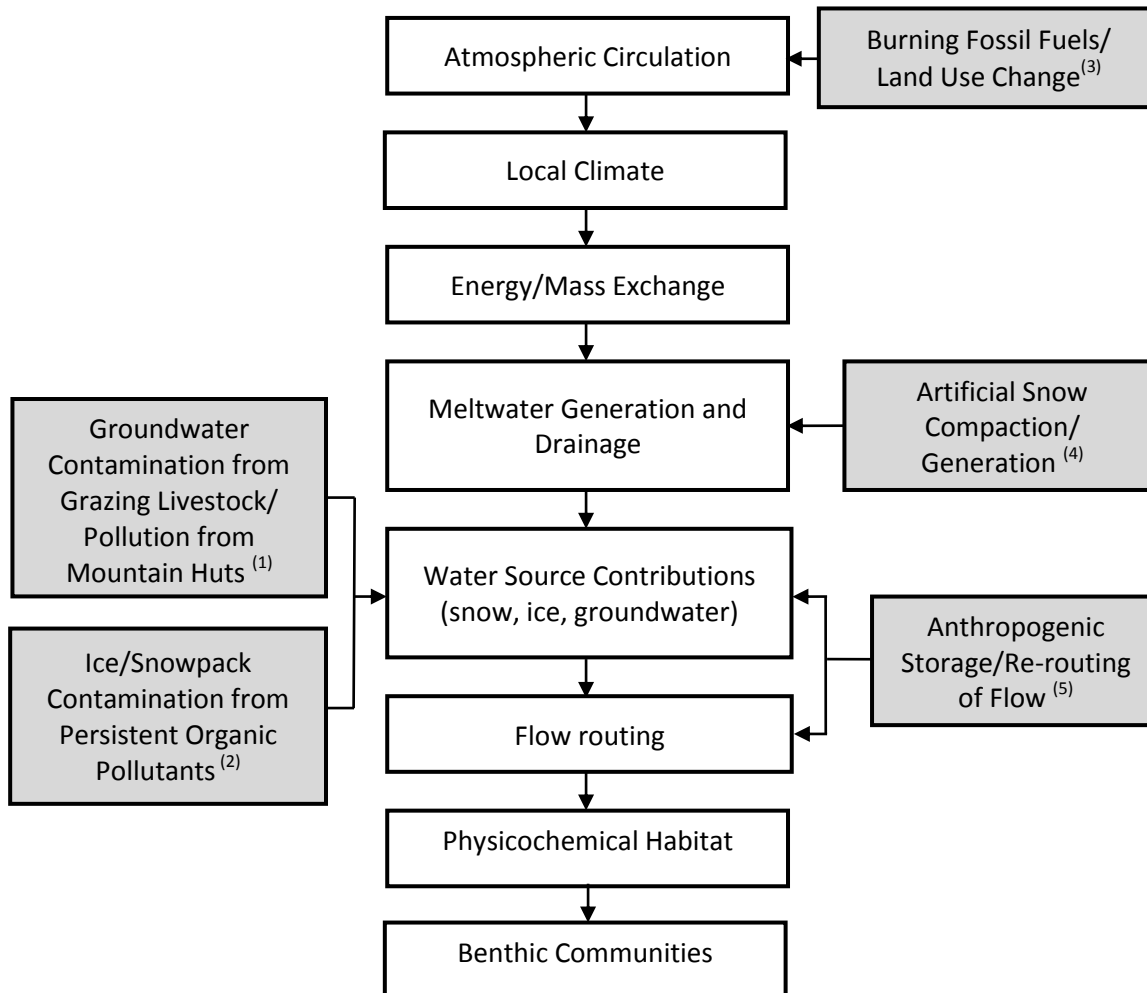 Atmospheric Circulation
Burning Fossil Fuels/
Land Use Change(3)
Local Climate
Energy/Mass Exchange
Meltwater Generation and
Drainage
Artificial Snow
Compaction/
Generation (4)
Groundwater
Contamination from
Grazing Livestock/
Pollution from
Mountain Huts (1)
Water Source Contributions
(snow, ice, groundwater)
Anthropogenic
Storage/Re-routing
of Flow (5)
Ice/Snowpack
Contamination from
Persistent Organic
Pollutants (2)
Flow routing
Physicochemical Habitat
Benthic Communities